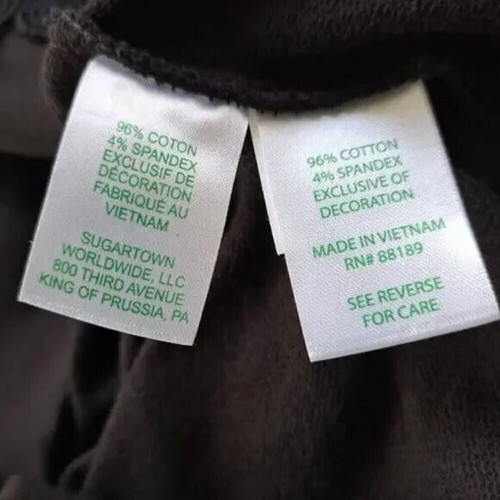 96% COTON
4% SPANDEX
EXCLUSIF DE
DÉCORATION
FABRIQUÉ AU
VIETNAM
SUGARTOWN
WORLDWIDE, LLC
800 THIRD AVENUE
KING OF PRUSSIA, PA
96% COTTON
4% SPANDEX
EXCLUSIVE OF
DECORATION
MADE IN VIETNAM
RN# 88189
SEE REVERSE
FOR CARE